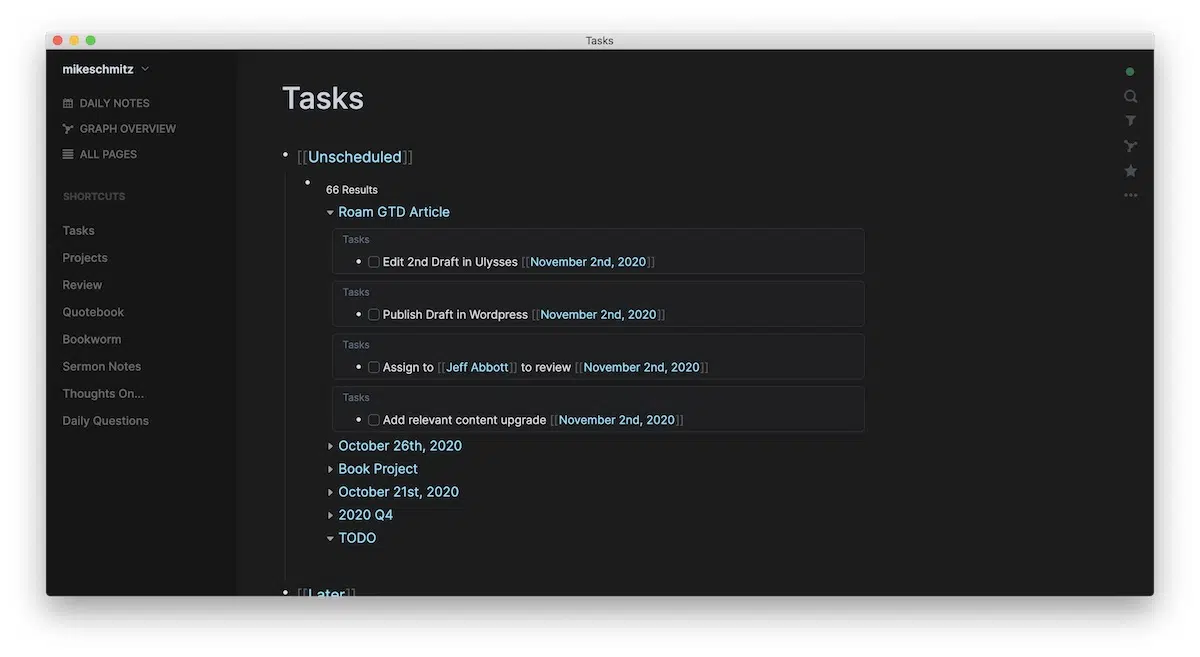 Tasks
mikeschmitz
DAILY NOTES
GRAPH OVERVIEW
ALL PAGES
SHORTCUTS
Tasks
Projects
Review
Quotebook
Bookworm
Sermon Notes
Thoughts On...
Daily Questions
Tasks
[[Unscheduled]]
66 Results
Roam GTD Article
Tasks
Edit 2nd Draft in Ulysses [[November 2nd, 2020]]
Tasks
Publish Draft in Wordpress [[November 2nd, 2020]]
Tasks
Assign to [[Jeff Abbott]] to review [[November 2nd, 2020]]
Tasks
Add relevant content upgrade [[November 2nd, 2020]]
October 26th, 2020
Book Project
October 21st, 2020
2020 Q4
TODO
[[Later]]